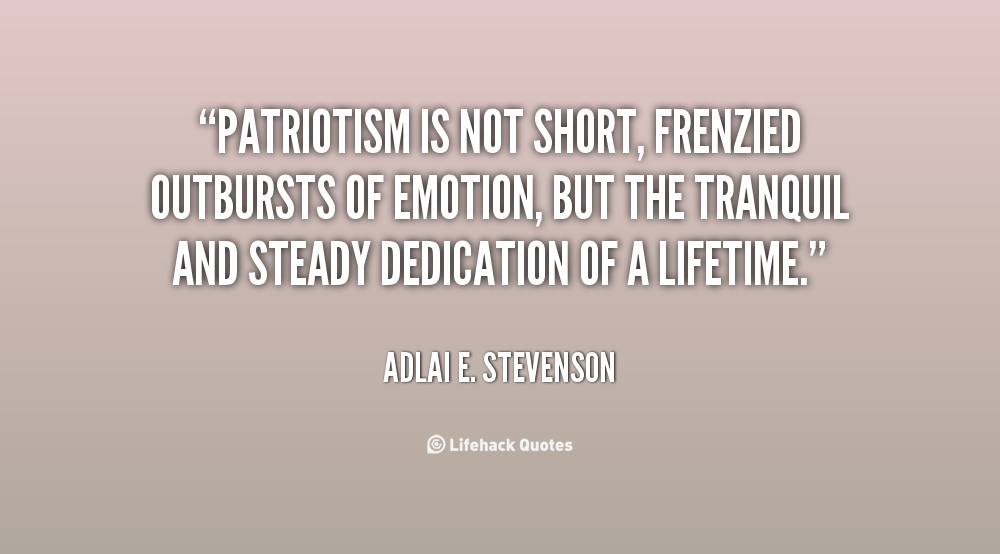 “PATRIOTISM IS NOT SHORT, FRENZIED
OUTBURSTS OF EMOTION, BUT THE TRANQUIL
AND STEADY DEDICATION OF A LIFETIME.”
ADLAI E. STEVENSON
Lifehack Quotes